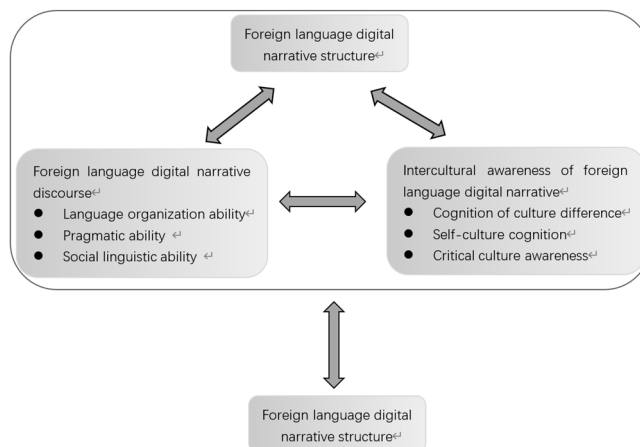 Foreign language digital
narrative structure↵
Foreign language digital narrative
discourse↵
● Language organization ability↵
● Pragmatic ability ↵
● Social linguistic ability ↵
Intercultural awareness of foreign
language digital narrative↵
● Cognition of culture difference↵
● Self-culture cognition↵
● Critical culture awareness↵
Foreign language digital
narrative structure↵